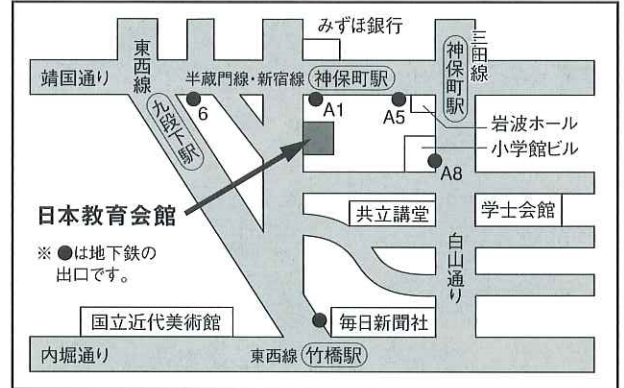 みずほ銀行
東西線
三田線
靖国通り
半蔵門線・新宿線
神保町駅
神保町駅
九段下駅
6
A1
A5
岩波ホール
小学館ビル
A8
日本教育会館
共立講堂
学士会館
※ ●は地下鉄の
出口です。
白山通り
国立近代美術館
毎日新聞社
内堀通り
東西線
竹橋駅